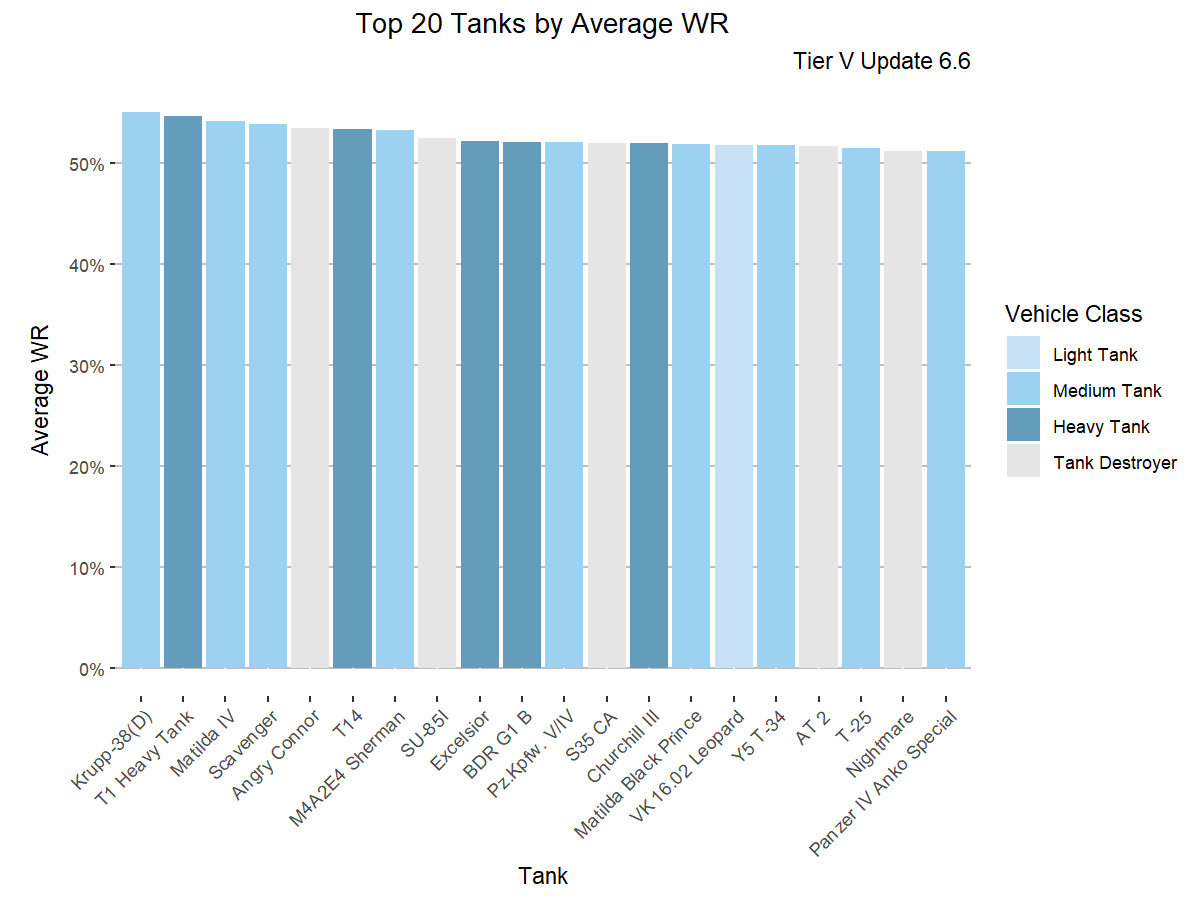 Top 20 Tanks by Average WR
Tier V Update 6.6
Average WR
50%
40%
30%
20%
10%
0%
Krupp-38(D)
T1 Heavy Tank
Matilda IV
Scavenger
Angry Connor
T14
M4A2E4 Sherman
SU-85I
Excelsior
BDR G1 B
Pz.Kpfw. V/IV
S35 CA
Churchill III
Matilda Black Prince
VK 16.02 Leopard
Y5 T-34
AT 2
T-25
Nightmare
Panzer IV Anko Special
Tank
Vehicle Class
Light Tank
Medium Tank
Heavy Tank
Tank Destroyer